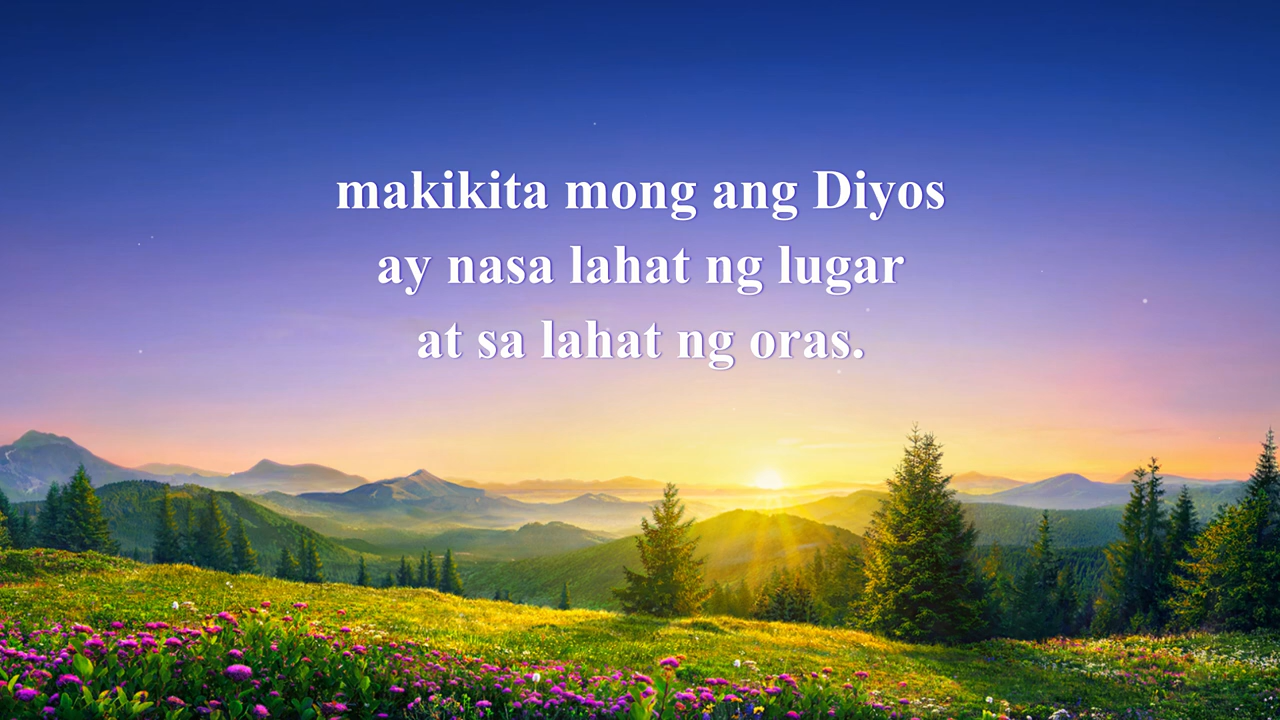 makikita mong ang Diyos
ay nasa lahat ng lugar
at sa lahat ng oras.